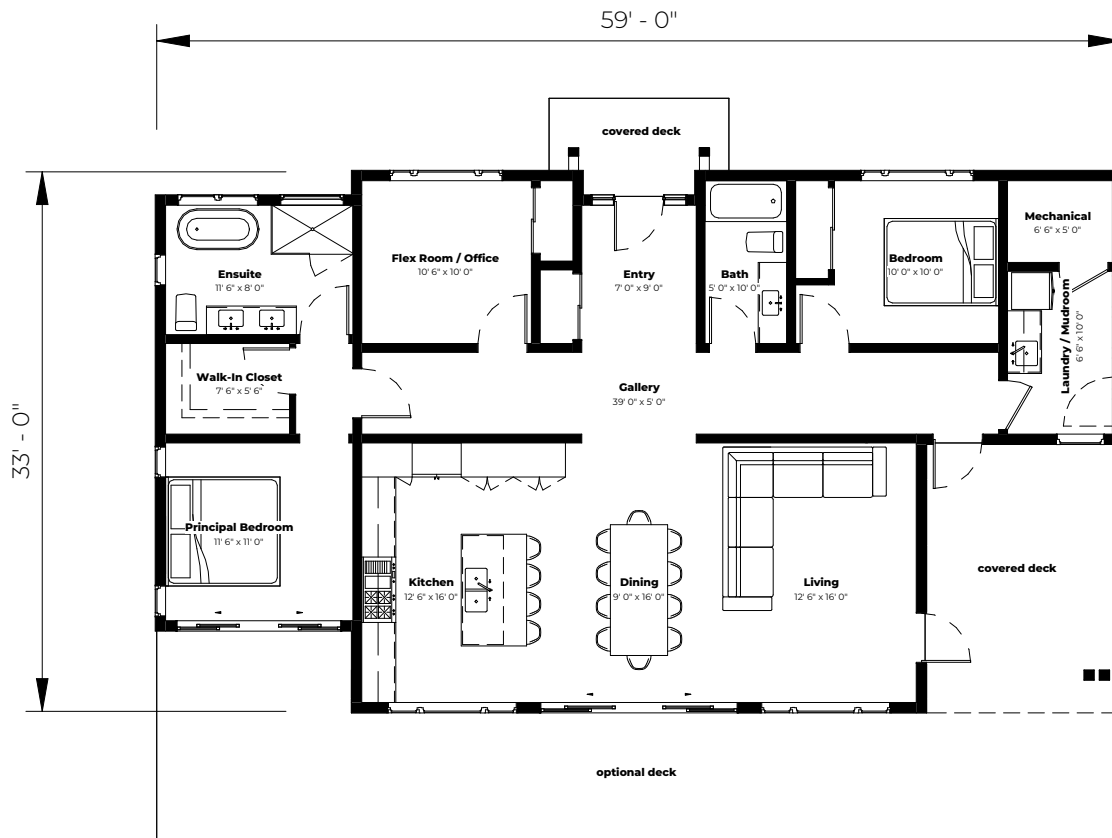 59' - 0"
covered deck
33' - 0"
Ensuite
11' 6" x 8' 0"
Flex Room / Office
10' 6" x 10' 0"
Entry
7' 0" x 9' 0"
Bath
5' 0" x 10' 0"
Bedroom
10' 0" x 10' 0"
Mechanical
6' 6" x 5' 0"
Laundry / Mudroom
6' 6" x 10' 0"
Walk-In Closet
7' 6" x 5' 6"
Gallery
39' 0" x 5' 0"
Principal Bedroom
11' 6" x 11' 0"
Kitchen
12' 6" x 16' 0"
Dining
9' 0" x 16' 0"
Living
12' 6" x 16' 0"
covered deck
optional deck